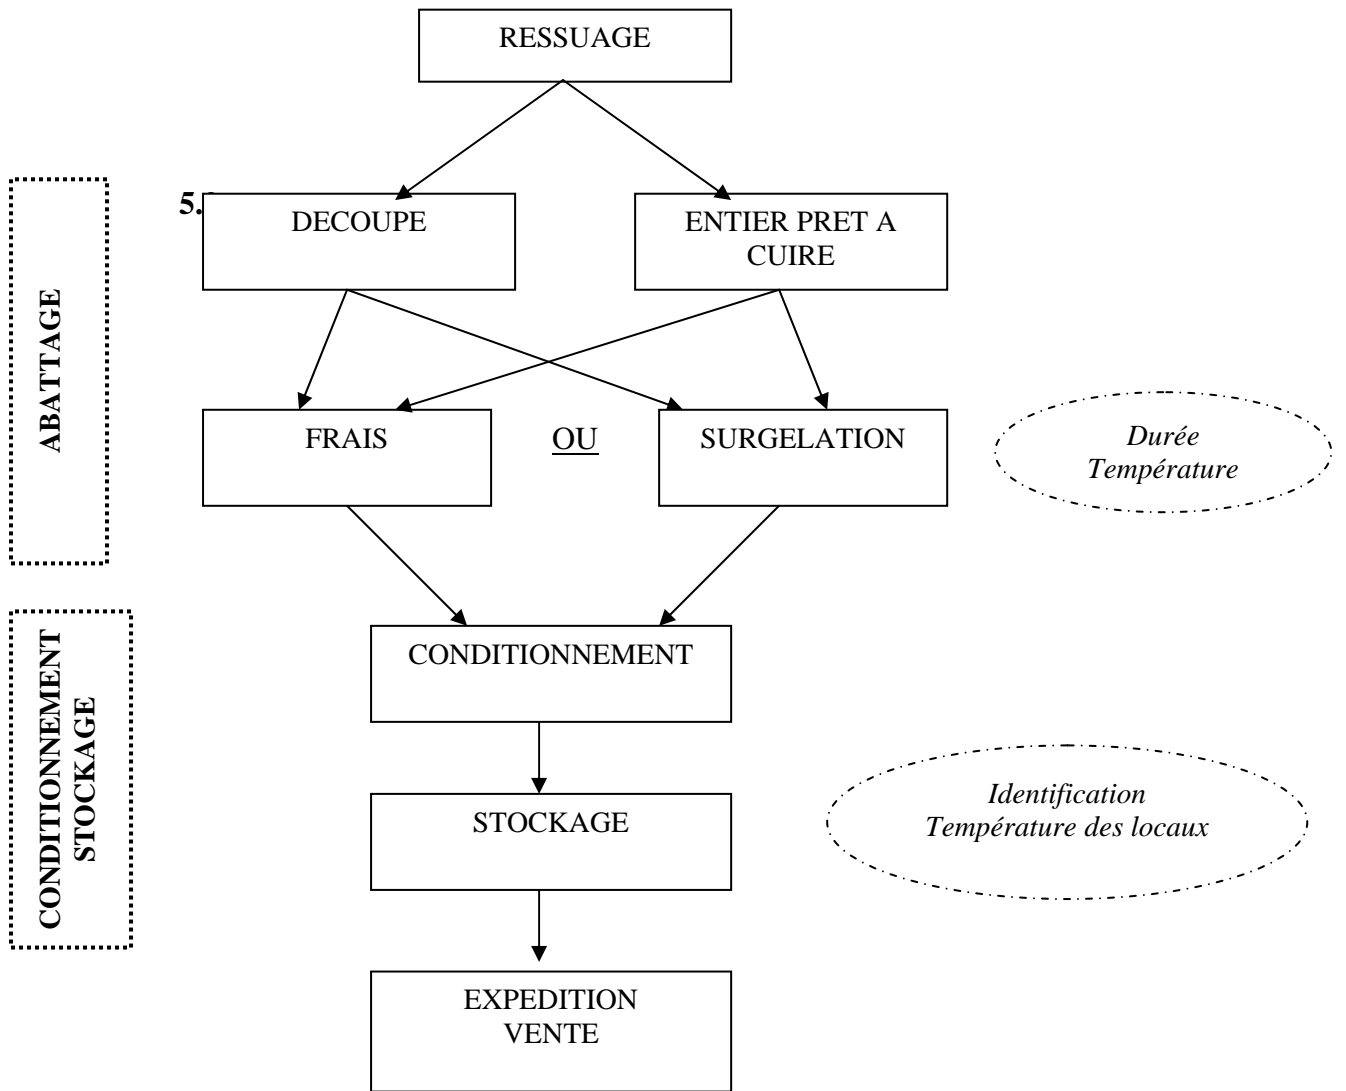 RESSUAGE
5.
DECOUPE
ENTIER PRET A
CUIRE
ABATTAGE
FRAIS
OU
SURGELATION
Durée
Température
CONDITIONNEMENT
CONDITIONNEMENT
STOCKAGE
STOCKAGE
Identification
Température des locaux
EXPEDITION
VENTE